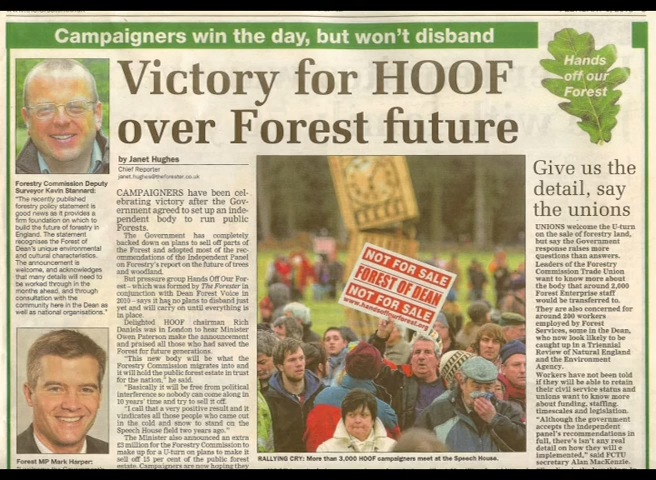 Campaigners win the day, but won't disband
Hands
off our
Forest
Victory for HOOF
over Forest future
Forestry Commission Deputy
Surveyor Kevin Stannard:
"The recently published
forestry policy statement is
good news as it provides a
firm foundation on which to
build the future of forestry in
England. The statement
recognises the Forest of
Dean's unique environmental
and cultural characteristics.
The announcement is
welcome, and acknowledges
that many details will need
to be worked through in the
months ahead, and through
consultation with the
community here in the Dean as
well as national organisations."
Forest MP Mark Harper:
by Janet Hughes
Chief Reporter
janet.hughes@theforester.co.uk
CAMPAIGNERS have been cel-
ebrating victory after the Gov-
ernment agreed to set up an inde-
pendent body to run public
Forests.
The Government has completely
backed down on plans to sell parts of
the Forest and adopted most of the rec-
ommendations of the Independent Panel
on Forestry's report on the future of trees
and woodland.
But pressure group Hands Off Our For-
est - which was formed by The Forester in
conjunction with Dean Forest Voice in
2010 - says it has no plans to disband just
yet and will carry on until everything is
in place.
Delighted HOOF chairman Rich
Daniels was in London to hear Minister
Owen Paterson make the announcement
and praised all those who had saved the
Forest for future generations.
"This new body will be what the
Forestry Commission migrates into and
it will hold the public forest estate in trust
for the nation," he said.
"Basically it will be free from political
interference so nobody can come along in
10 years' time and try to sell it off.
"I call that a very positive result and it
vindicates all those people who came out
in the cold and snow to stand on the
Speech House field two years ago."
The Minister also announced an extra
£3 million for the Forestry Commission to
make up for a U-turn on plans to make it
sell off 15 per cent of the public forest
estate. Campaigners are now hoping they
NOT FOR SALE
FOREST OF DEAN
NOT FOR SALE
www.handsoffourforest.org
RALLYING CRY: More than 3,000 HOOF campaigners meet at the Speech House.
Give us the
detail, say
the unions
UNIONS welcome the U-turn
on the sale of forestry land,
but say the Government
response raises more
questions than answers.
Leaders of the Forestry
Commission Trade Union
want to know more about
the body that around 2,000
Forest Enterprise staff
would be transferred to.
They are also concerned for
around 200 workers
employed by Forest
Services, some in the Dean,
who now look likely to be
caught up in a Triennial
Review of Natural England
and the Environment
Agency.
Workers have not been told
if they will be able to retain
their civil service status and
unions want to know more
about funding, staffing,
timescales and legislation.
"Although the government
accepts the independent
panel's recommendations in
full, there isn't any real
detail on how they will e
implemented," said FCTU
secretary Alan MacKenzie.